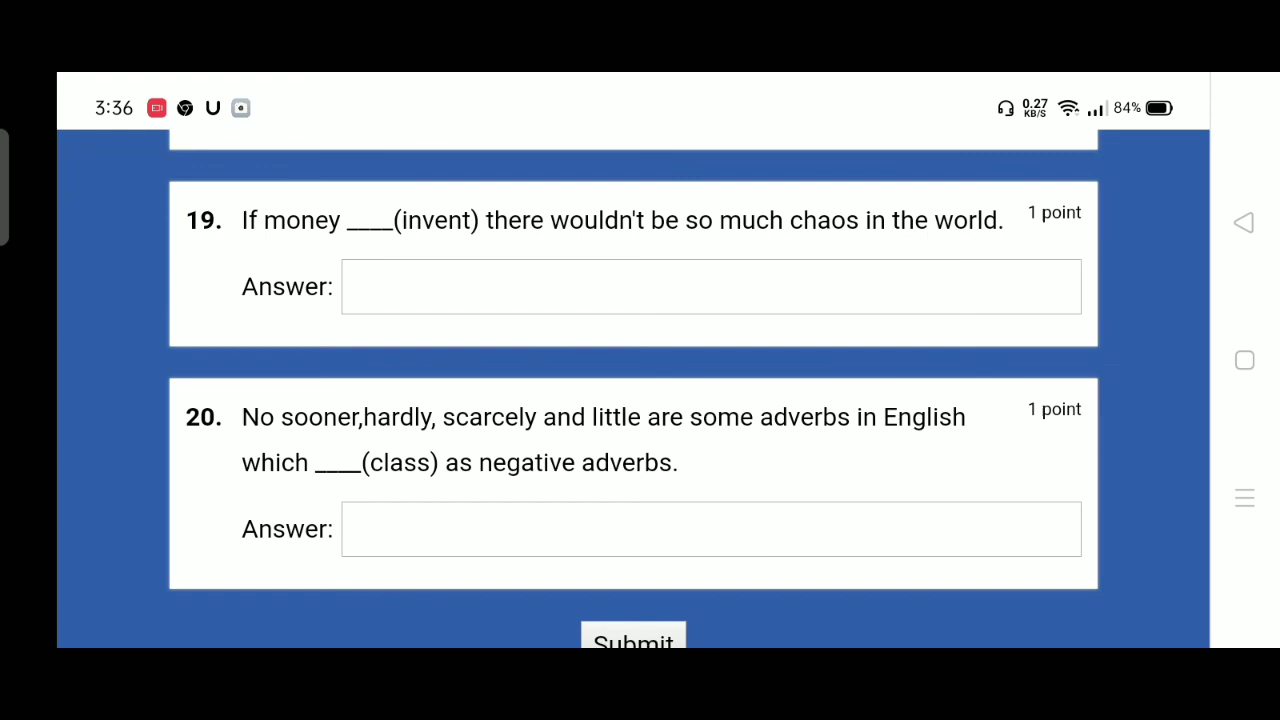 3:36 U 0.27 KB/S 84%
19. If money ____(invent) there wouldn't be so much chaos in the world. 1 point
Answer:
20. No sooner,hardly, scarcely and little are some adverbs in English 1 point
which ____(class) as negative adverbs.
Answer:
Submit